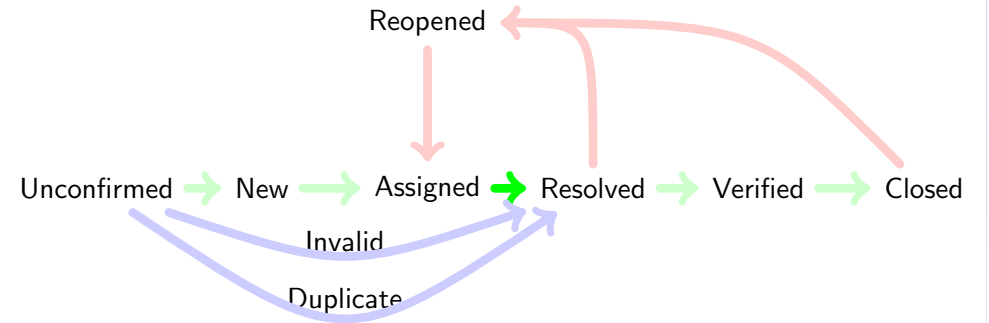 Reopened
Unconfirmed New Assigned Resolved Verified Closed
Invalid
Duplicate